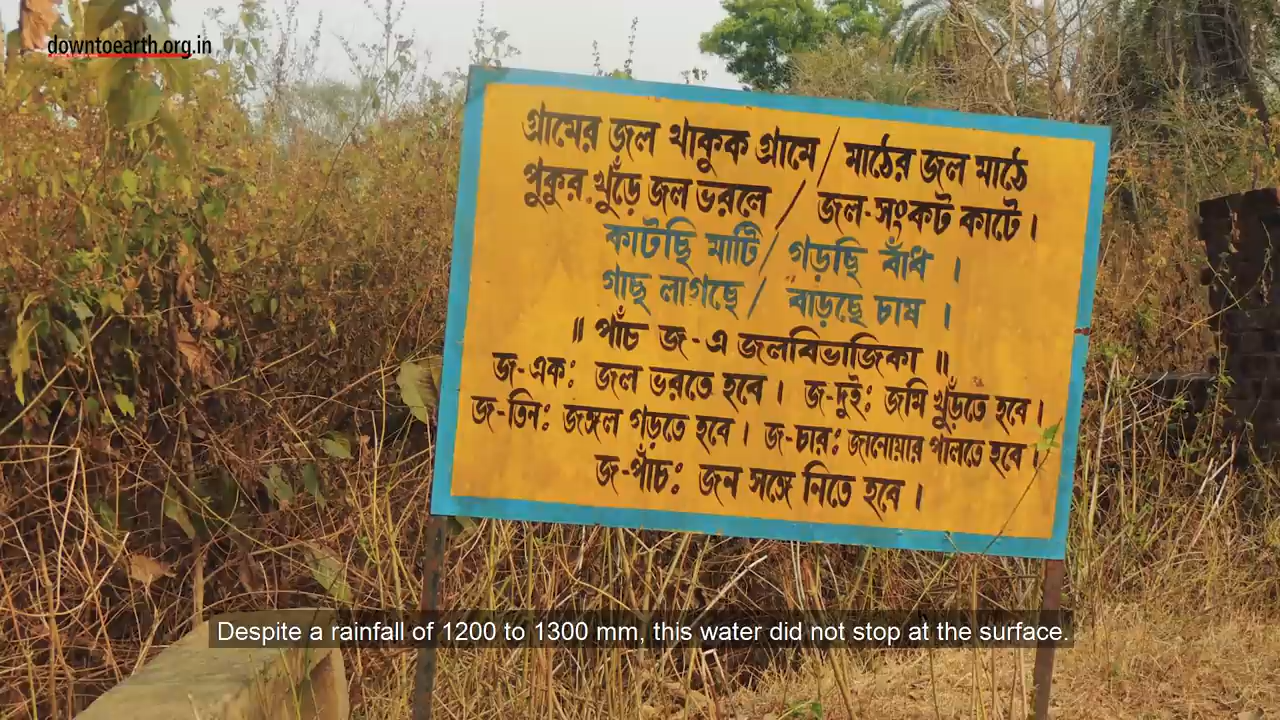 downtoearth.org.in
গ্রামের জল থাকুক গ্রামে / মাঠের জল মাঠে
পুকুর খুঁড়ে জল ভরলে / জল-সংকট কাটে।
কাটছি মাটি / গড়ছি বাঁধ ।
গাছ লাগছে / বাড়ছে চাষ ।
॥ পাঁচ জ-এ জলবিভাজিকা ॥
জ-এক: জল ভরতে হবে । জ-দুই: জমি খুঁড়তে হবে।
জ-তিন: জঙ্গল গড়তে হবে। জ-চার: জানোয়ার পালতে হবে।
জ-পাঁচ: জন সঙ্গে নিতে হবে ।
Despite a rainfall of 1200 to 1300 mm, this water did not stop at the surface.